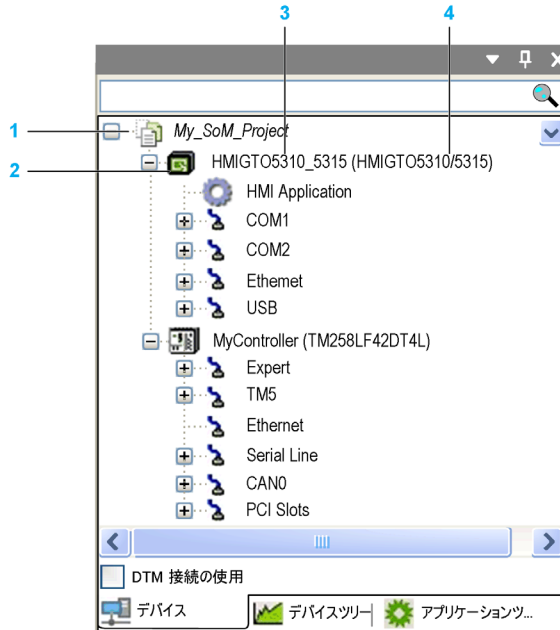 3 4
1 My_SoM_Project
2 HMIGTO5310_5315 (HMIGTO5310/5315)
HMI Application
COM1
COM2
Ethemet
USB
MyController (TM258LF42DT4L)
Expert
TM5
Ethernet
Serial Line
CAN0
PCI Slots
DTM 接続の使用
デバイス デバイスツリー アプリケーションツ...